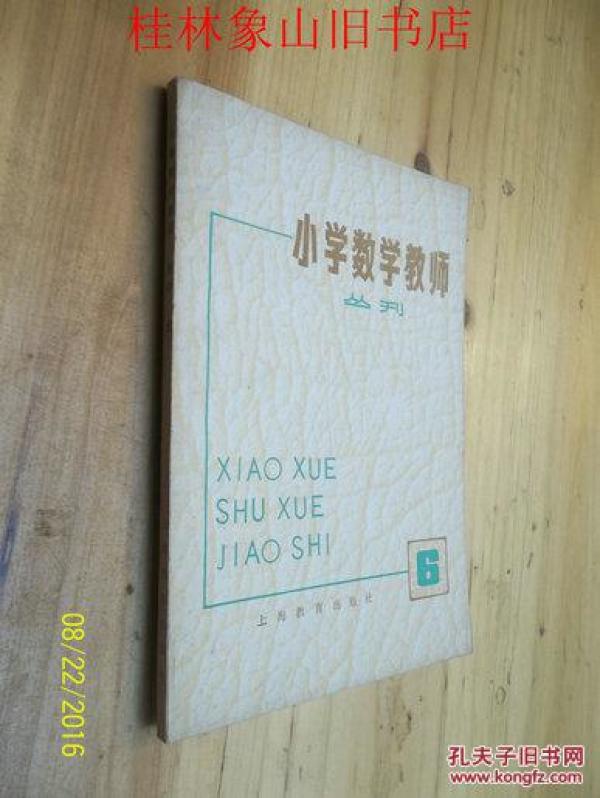 桂林象山旧书店
小学数学教师
丛刊
XIAO XUE
SHU XUE
JIAO SHI
6
上海教育出版社
08/22/2016
孔夫子旧书网
www.kongfz.com